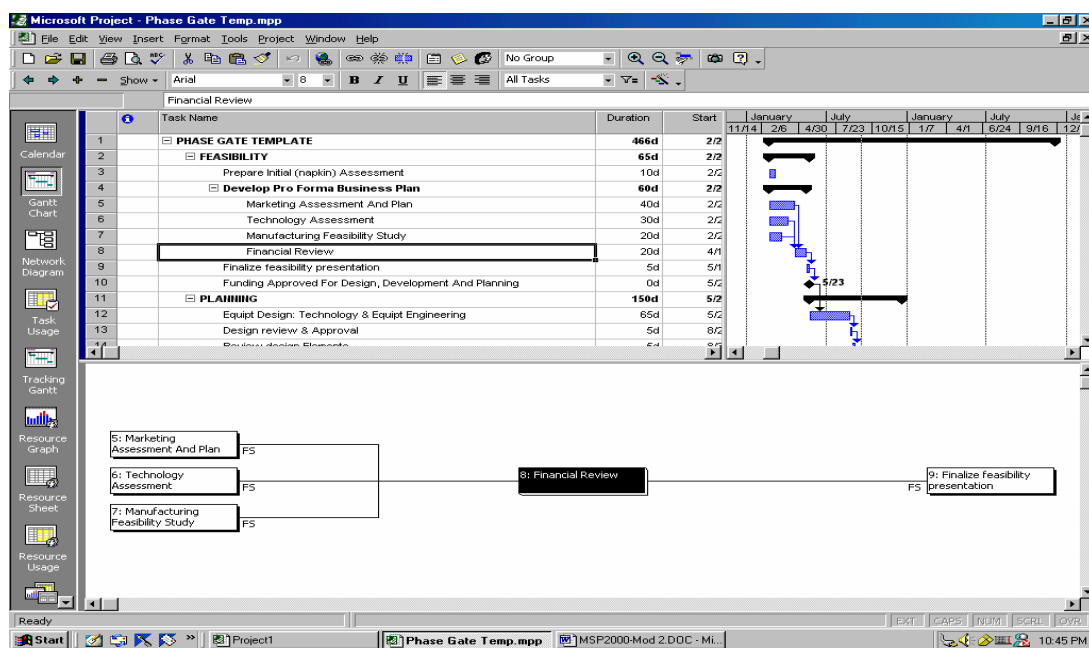 Microsoft Project - Phase Gate Temp.mpp
File Edit View Insert Format Tools Project Window Help
No Group
Show Arial 8 B I U All Tasks
Financial Review
Task Name Duration Start January July January July
11/14 2/6 4/30 7/23 10/15 1/7 4/1 6/24 9/16 12/
1 PHASE GATE TEMPLATE 466d 2/2
2 FEASIBILITY 65d 2/2
3 Prepare Initial (napkin) Assessment 10d 2/2
4 Develop Pro Forma Business Plan 60d 2/2
5 Marketing Assessment And Plan 40d 2/2
6 Technology Assessment 30d 2/2
7 Manufacturing Feasibility Study 20d 2/2
8 Financial Review 20d 4/1
9 Finalize feasibility presentation 5d 5/1
10 Funding Approved For Design, Development And Planning 0d 5/2 5/23
11 PLANNING 150d 5/2
12 Equipt Design: Technology & Equipt Engineering 65d 5/2
13 Design review & Approval 5d 8/2
Calendar
Gantt
Chart
Network
Diagram
Task
Usage
Tracking
Gantt
Resource
Graph
Resource
Sheet
Resource
Usage
5: Marketing
Assessment And Plan FS
6: Technology
Assessment FS
7: Manufacturing
Feasibility Study FS
8: Financial Review
9: Finalize feasibility
FS presentation
Ready EXT CAPS NUM SCRL OVR
Start Project1 Phase Gate Temp.mpp MSP2000-Mod 2.DOC - Mi... 10:45 PM